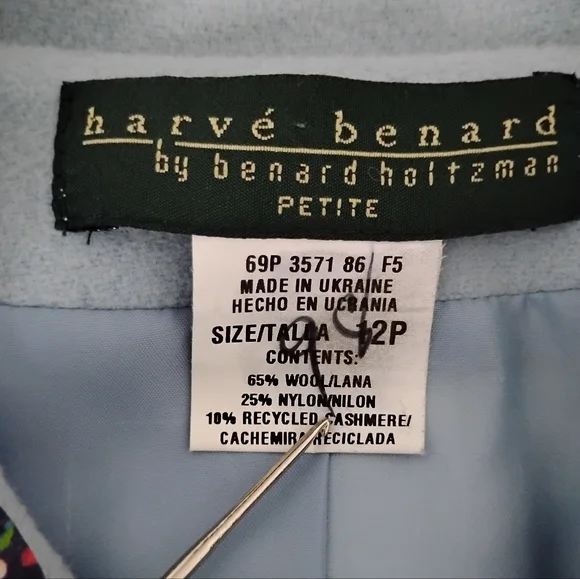 harvé benard
by benard holtzman
PETITE
69P 3571 86 F5
MADE IN UKRAINE
HECHO EN UCRANIA
SIZE/TALLA 12P
CONTENTS:
65% WOOL/LANA
25% NYLON/NILON
10% RECYCLED CASHMERE/
CACHEMIRA RECICLADA